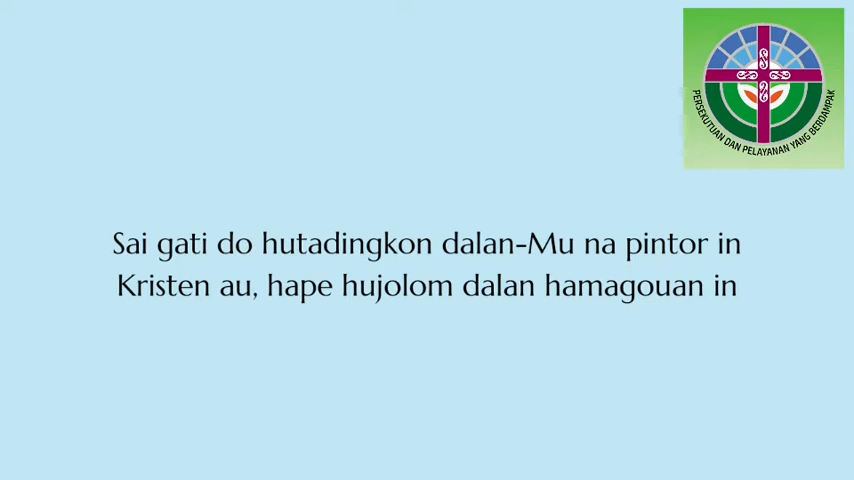 PERSEKUTUAN DAN PELAYANAN YANG BERDAMPAK
Sai gati do hutadingkon dalan-Mu na pintor in
Kristen au, hape hujolom dalan hamagouan in